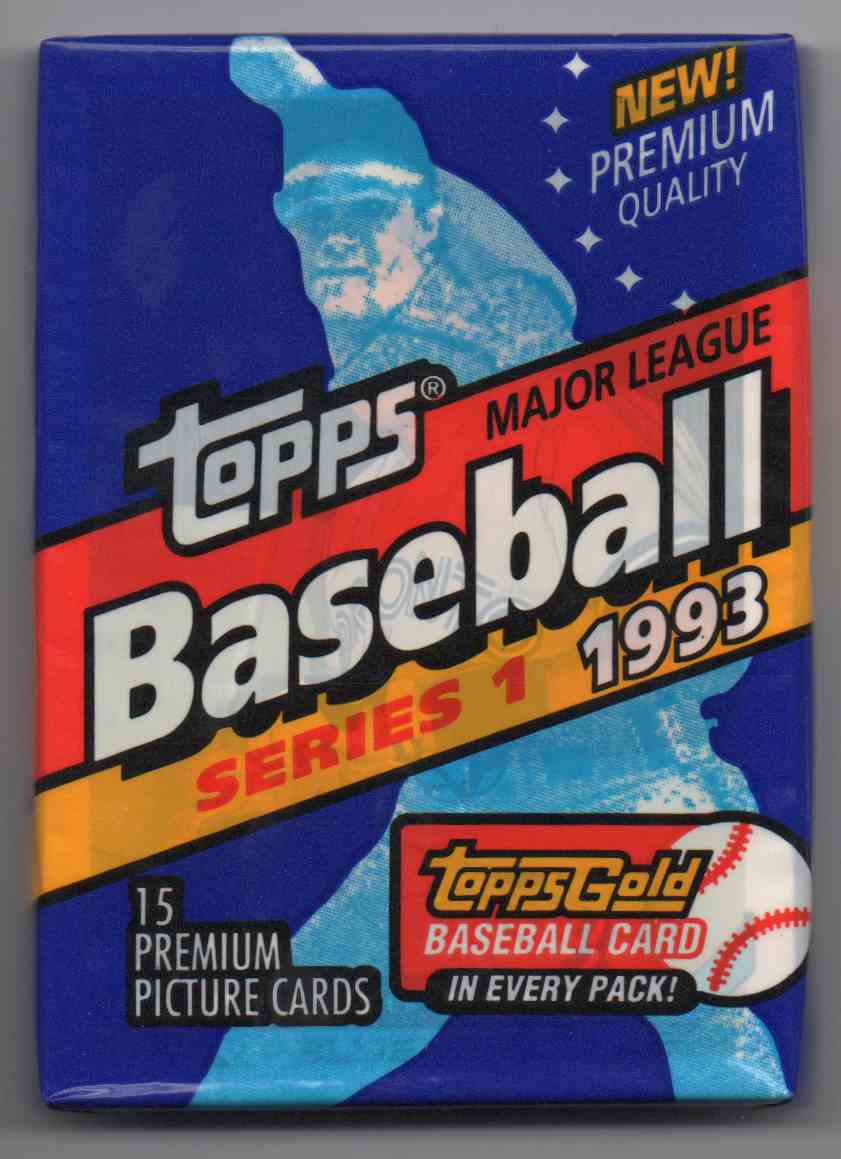 NEW!
PREMIUM
QUALITY
Topps®
MAJOR LEAGUE
Baseball
SERIES 1
1993
15
PREMIUM
PICTURE CARDS
ToppsGold
BASEBALL CARD
IN EVERY PACK!